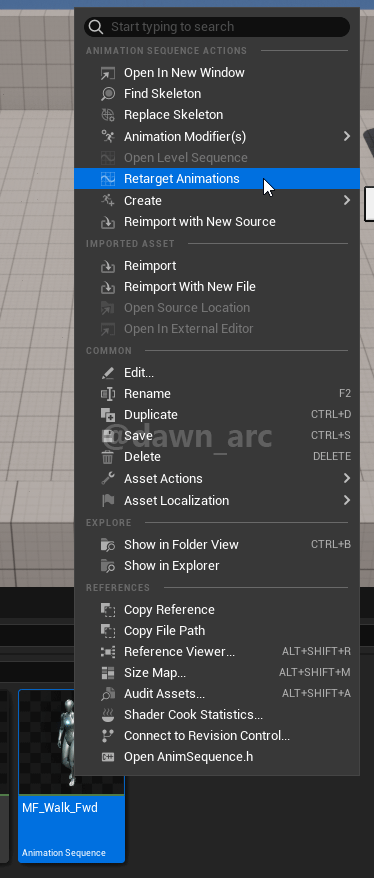 Start typing to search
ANIMATION SEQUENCE ACTIONS
Open In New Window
Find Skeleton
Replace Skeleton
Animation Modifier(s)
Open Level Sequence
Retarget Animations
Create
Reimport with New Source
IMPORTED ASSET
Reimport
Reimport With New File
Open Source Location
Open In External Editor
COMMON
Edit...
Rename F2
Duplicate CTRL+D
@dawn_arc
Save CTRL+S
Delete DELETE
Asset Actions
Asset Localization
EXPLORE
Show in Folder View CTRL+B
Show in Explorer
REFERENCES
Copy Reference
Copy File Path
Reference Viewer... ALT+SHIFT+R
Size Map... ALT+SHIFT+M
Audit Assets... ALT+SHIFT+A
Shader Cook Statistics...
Connect to Revision Control...
Open AnimSequence.h
MF_Walk_Fwd
Animation Sequence